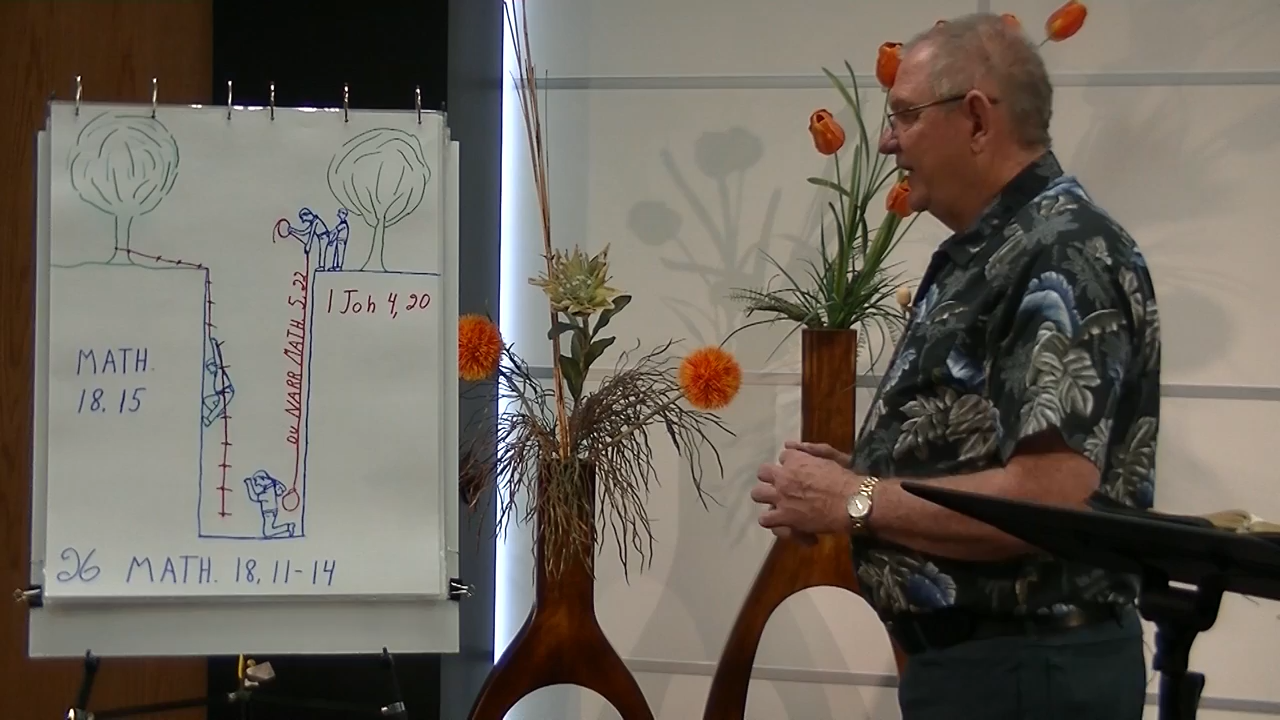 1 Joh 4,20
DU NARR MATH 5.22
MATH.
18.15
26 MATH. 18,11-14